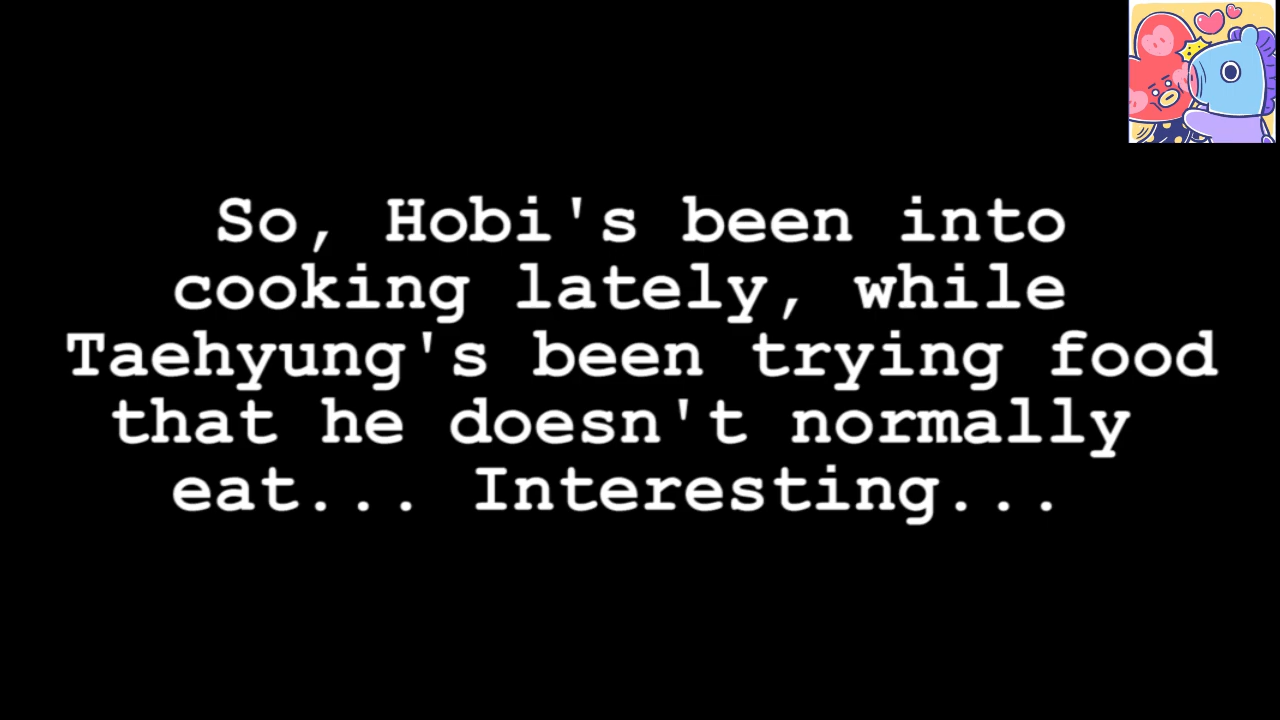 So, Hobi's been into
cooking lately, while
Taehyung's been trying food
that he doesn't normally
eat... Interesting...